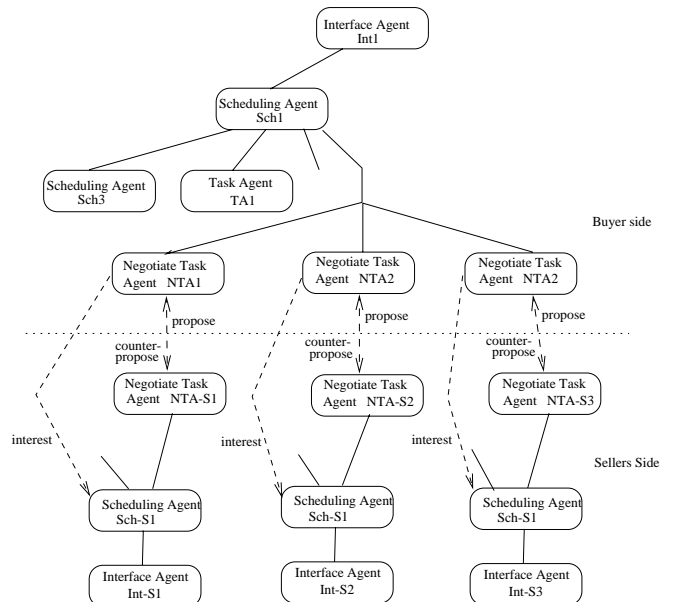 Interface Agent
Int1
Scheduling Agent
Sch1
Scheduling Agent
Sch3
Task Agent
TA1
Buyer side
Negotiate Task
Agent NTA1
Negotiate Task
Agent NTA2
Negotiate Task
Agent NTA2
propose
propose
propose
counter-
propose
counter-
propose
counter-
propose
Negotiate Task
Agent NTA-S1
Negotiate Task
Agent NTA-S2
Negotiate Task
Agent NTA-S3
interest
interest
interest
Sellers Side
Scheduling Agent
Sch-S1
Scheduling Agent
Sch-S1
Scheduling Agent
Sch-S1
Interface Agent
Int-S1
Interface Agent
Int-S2
Interface Agent
Int-S3